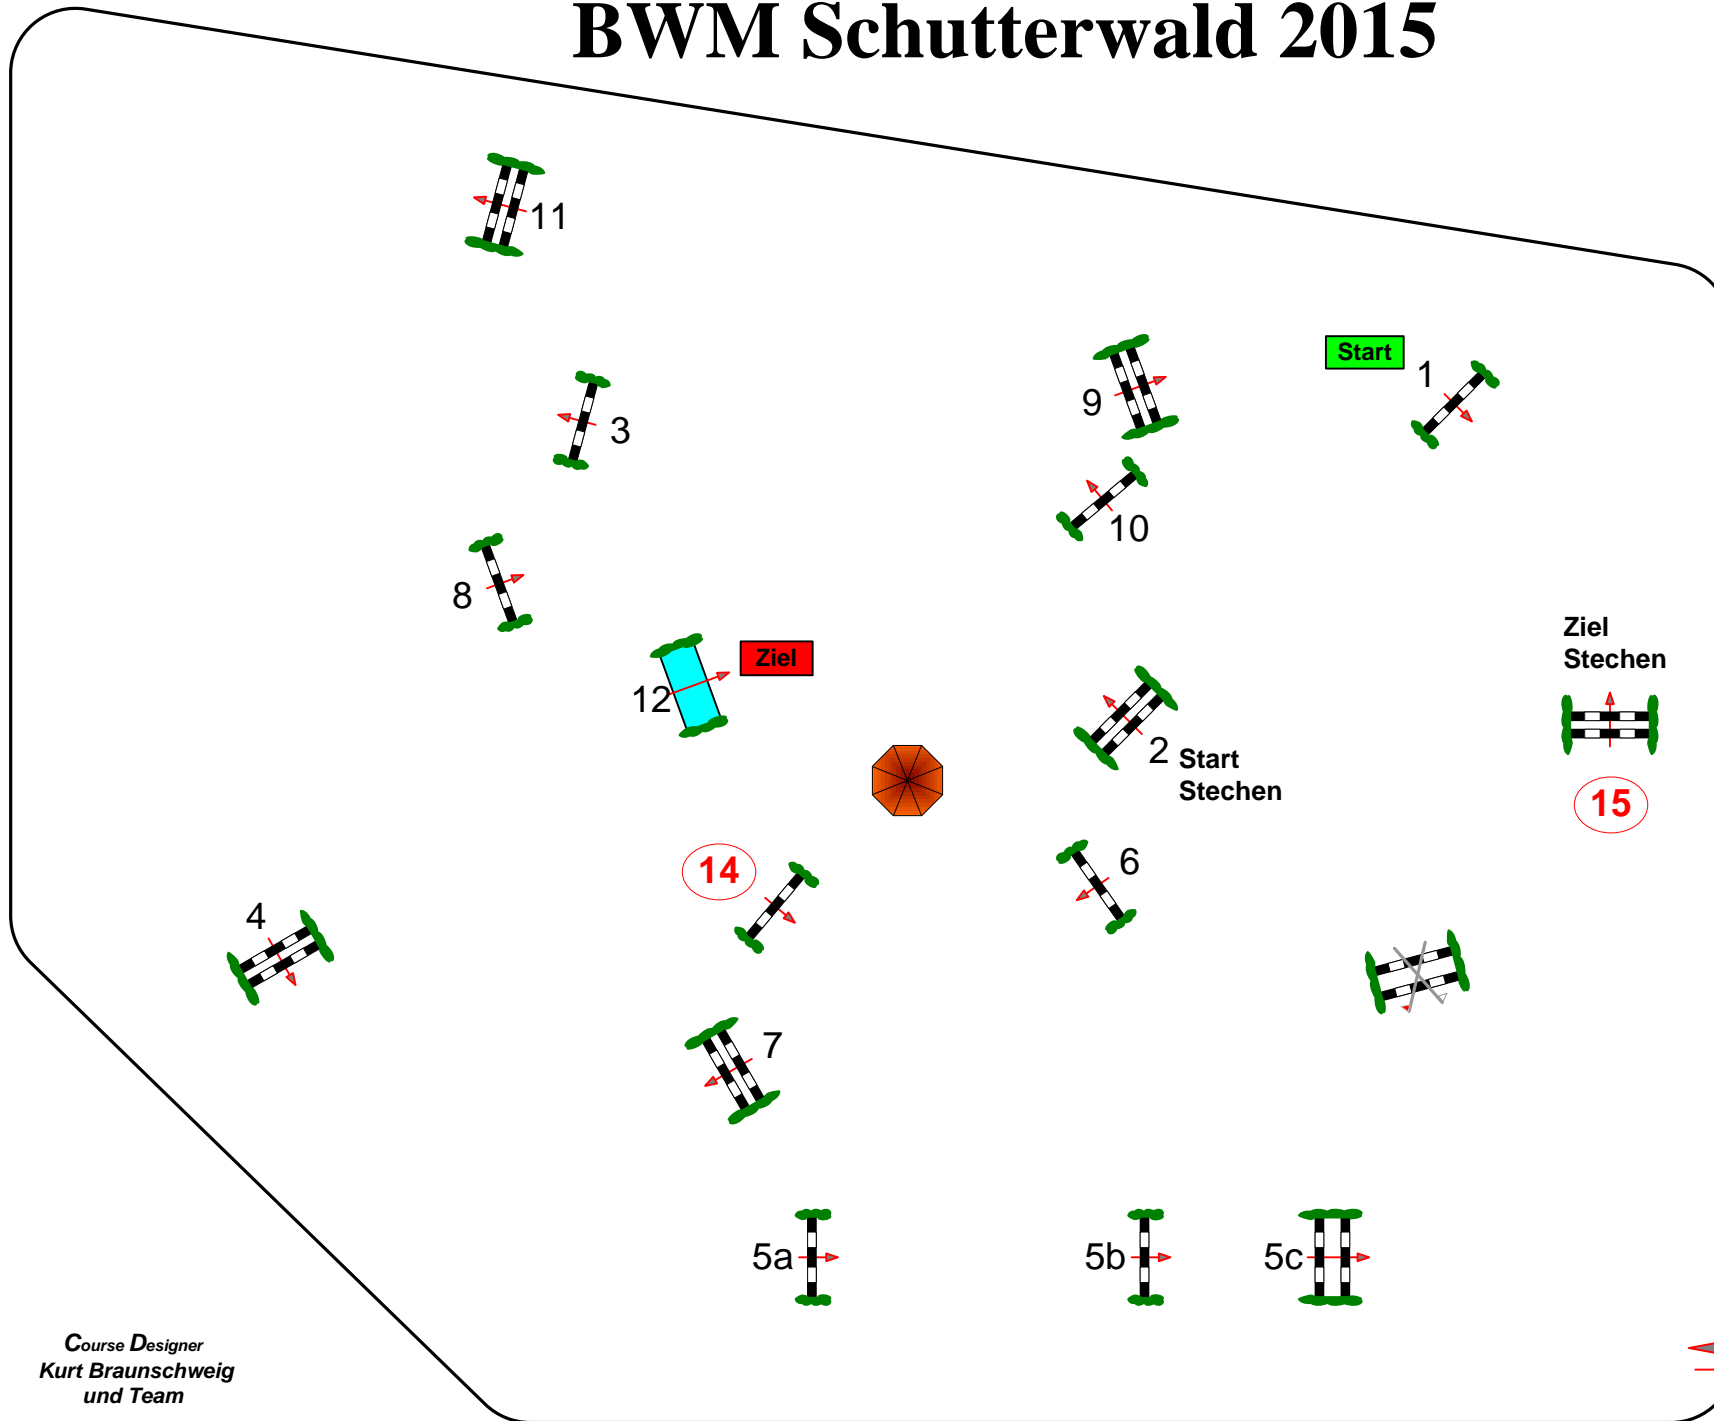 BWM Schutterwald 2015
11
Start
1
9
3
10
8
Ziel
Stechen
Ziel
12
2
Start
Stechen
15
6
14
4
7
5a
5b
5c
Course Designer
Kurt Braunschweig
und Team